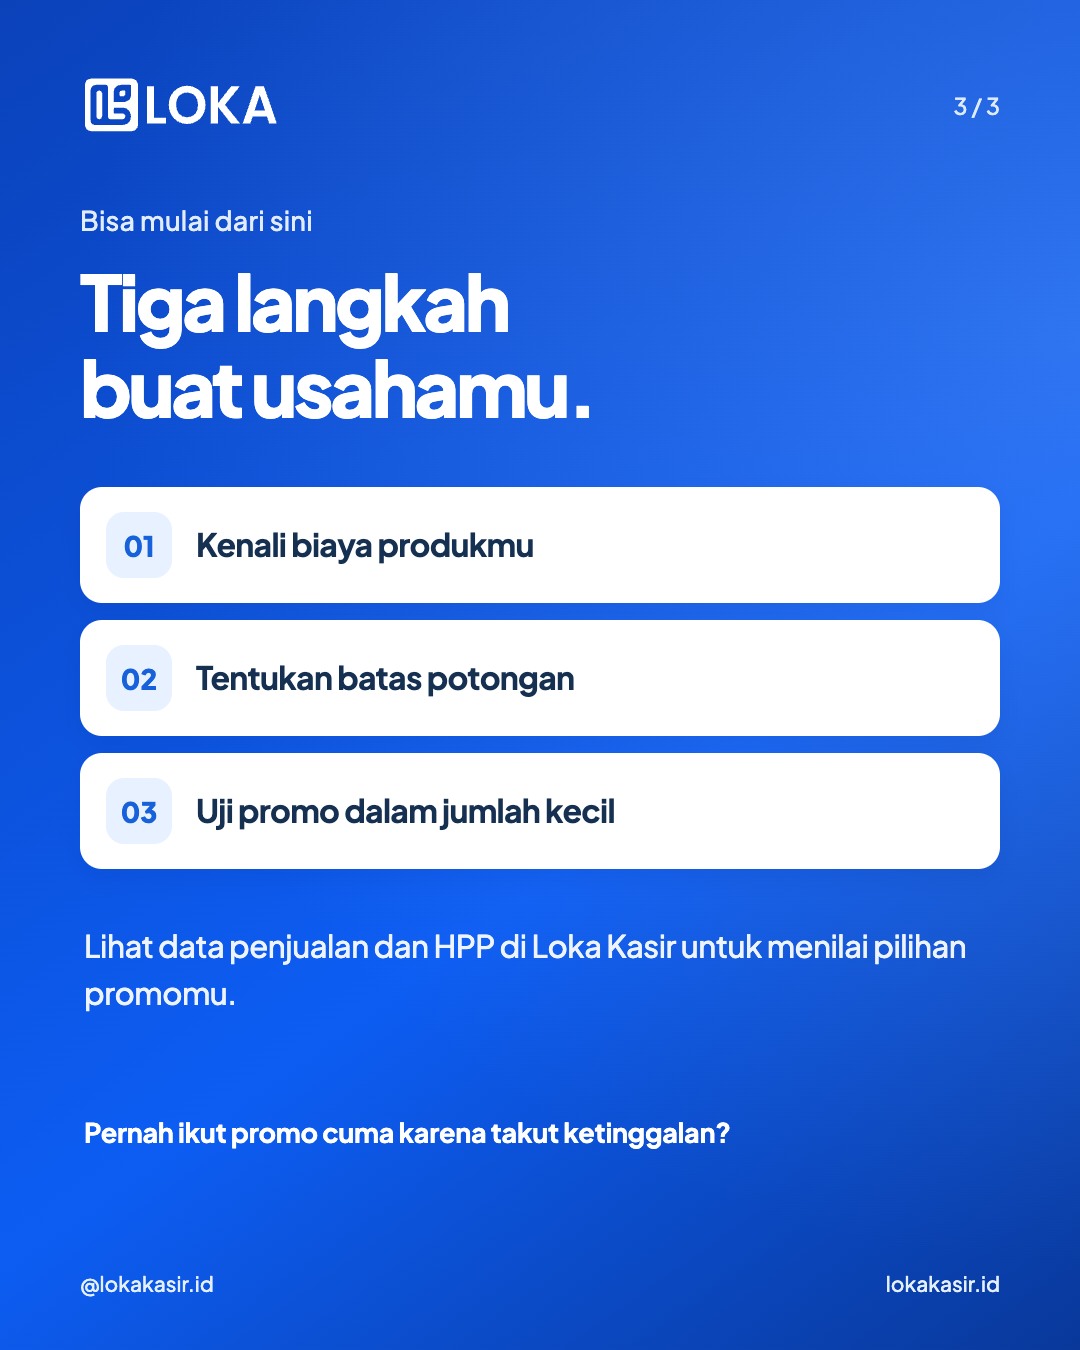 LOKA
3 / 3
Bisa mulai dari sini
Tiga langkah
buat usahamu.
01 Kenali biaya produkmu
02 Tentukan batas potongan
03 Uji promo dalam jumlah kecil
Lihat data penjualan dan HPP di Loka Kasir untuk menilai pilihan
promomu.
Pernah ikut promo cuma karena takut ketinggalan?
@lokakasir.id
lokakasir.id